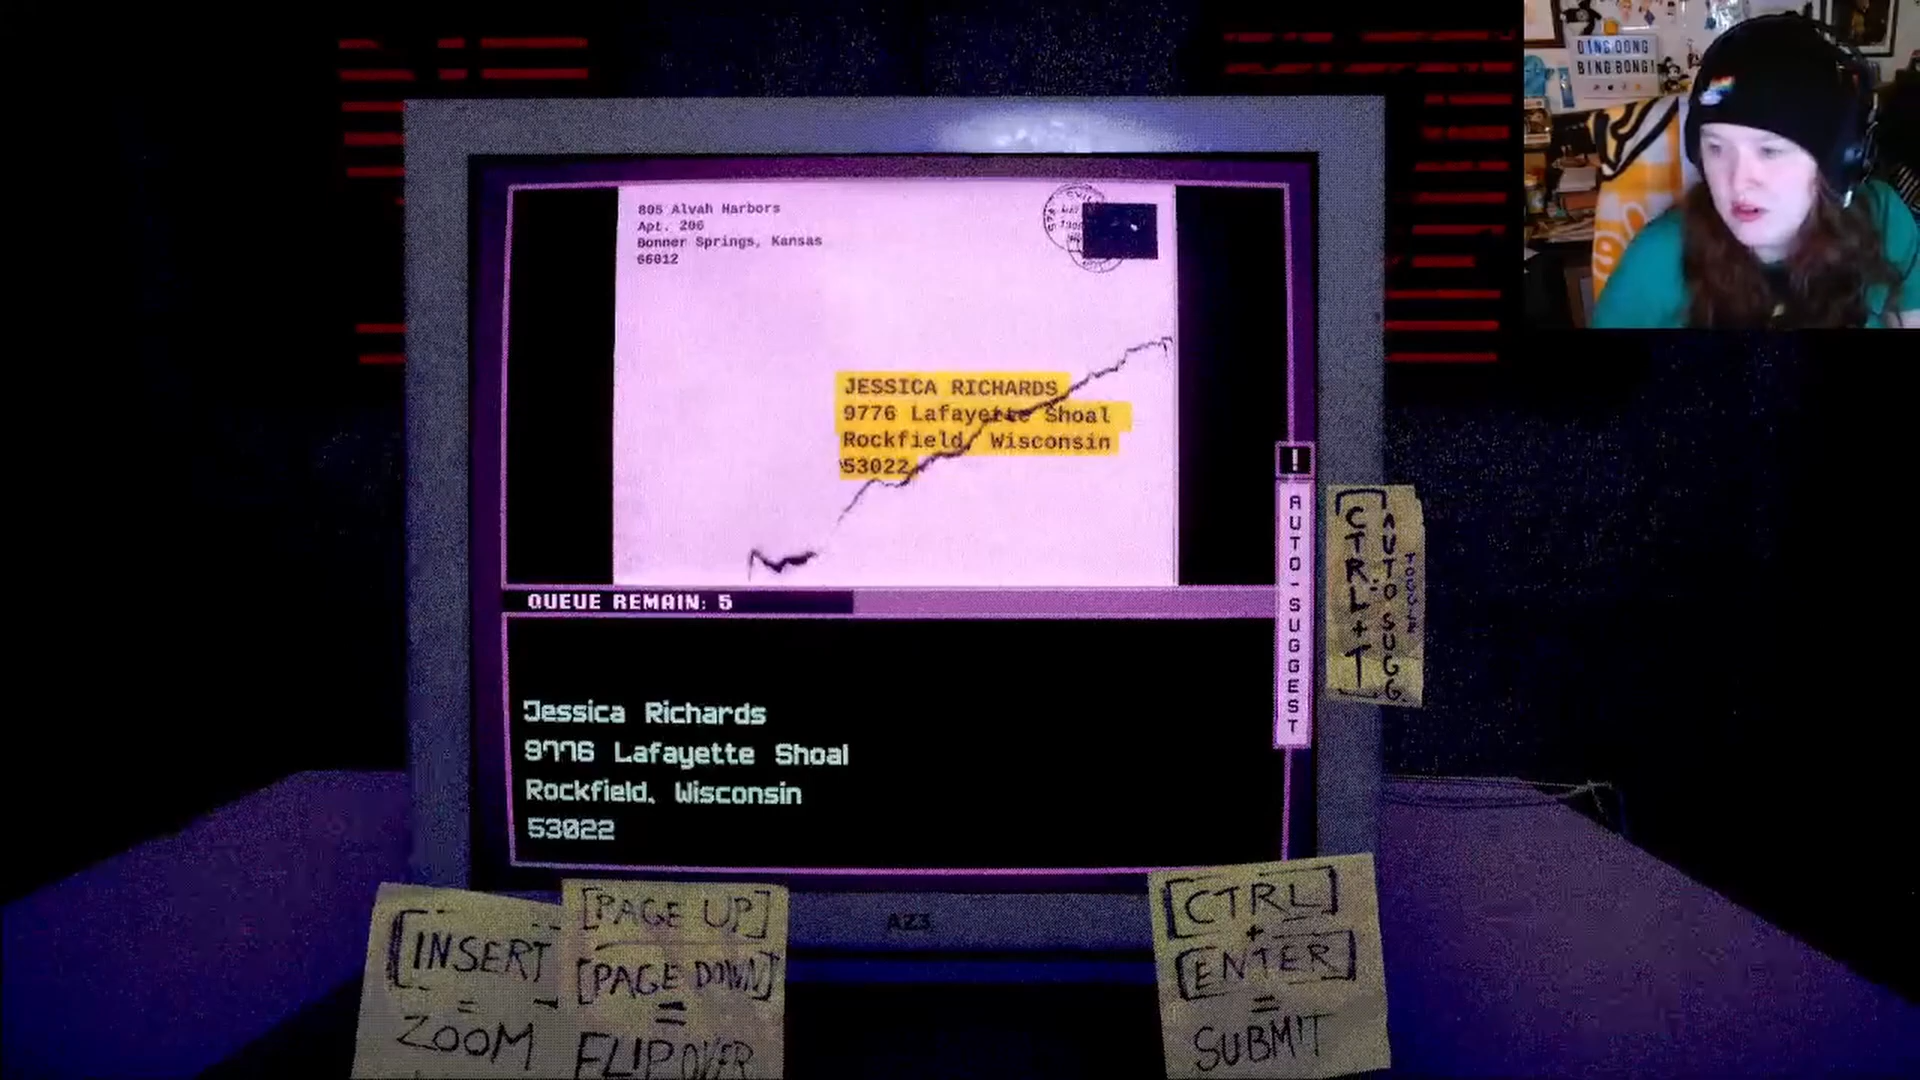 DING DONG
BING BONG!
805 Alvah Harbors
Apt. 206
Bonner Springs, Kansas
66012
JESSICA RICHARDS
9776 Lafayette Shoal
Rockfield, Wisconsin
53022
!
AUTO-SUGGEST
QUEUE REMAIN: 5
Jessica Richards
9776 Lafayette Shoal
Rockfield, Wisconsin
53022
[CTRL+T]
AUTO SUGG.
TOGGLE
AZ3
[INSERT]
=
ZOOM
[PAGE UP]
[PAGE DOWN]
=
FLIP OVER
[CTRL]
+
[ENTER]
=
SUBMIT